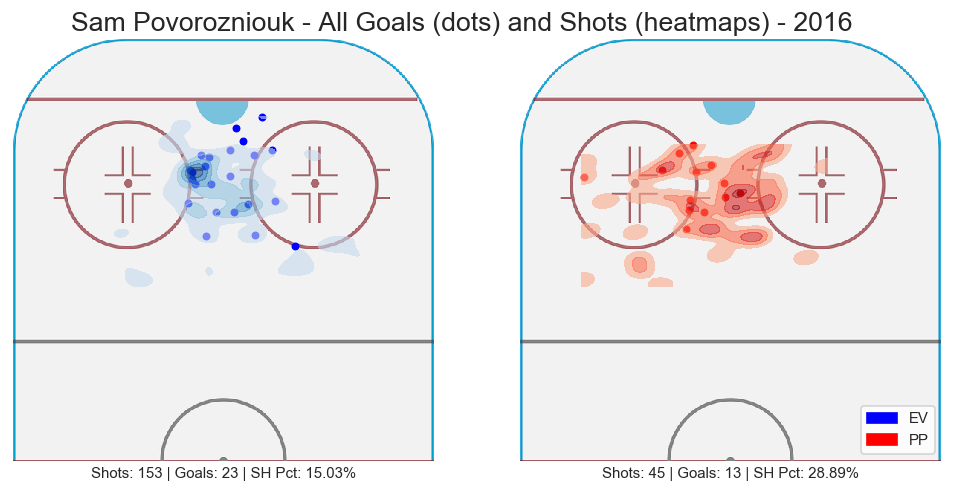 Sam Povorozniouk - All Goals (dots) and Shots (heatmaps) - 2016
EV
PP
Shots: 153 | Goals: 23 | SH Pct: 15.03%
Shots: 45 | Goals: 13 | SH Pct: 28.89%